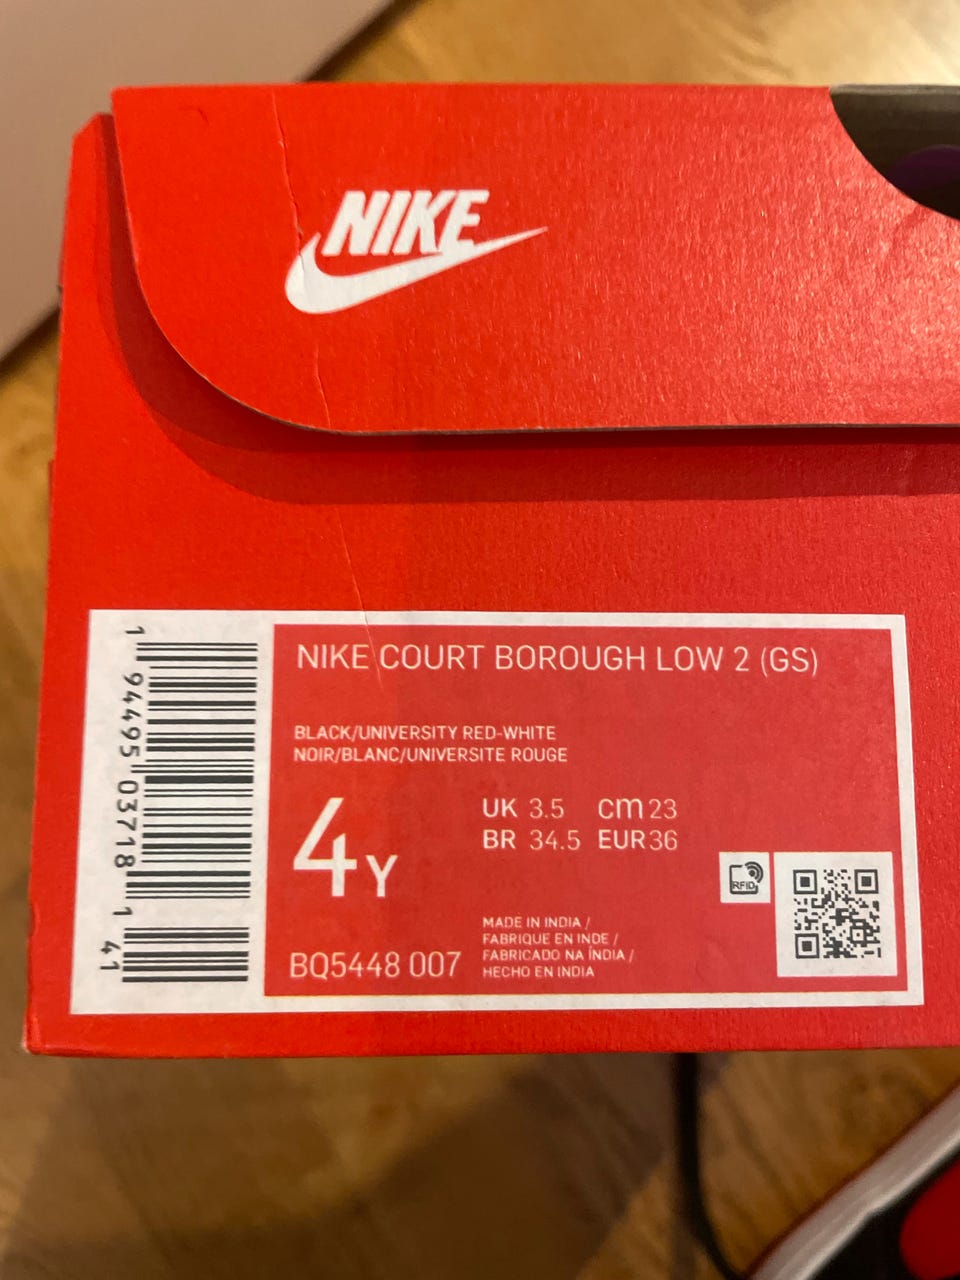 NIKE
NIKE COURT BOROUGH LOW 2 (GS)
BLACK/UNIVERSITY RED-WHITE
NOIR/BLANC/UNIVERSITE ROUGE
4Y
UK 3.5 cm 23
BR 34.5 EUR 36
RFID
BQ5448 007
MADE IN INDIA /
FABRIQUE EN INDE /
FABRICADO NA ÍNDIA /
HECHO EN INDIA
1 94495 03718 1 41